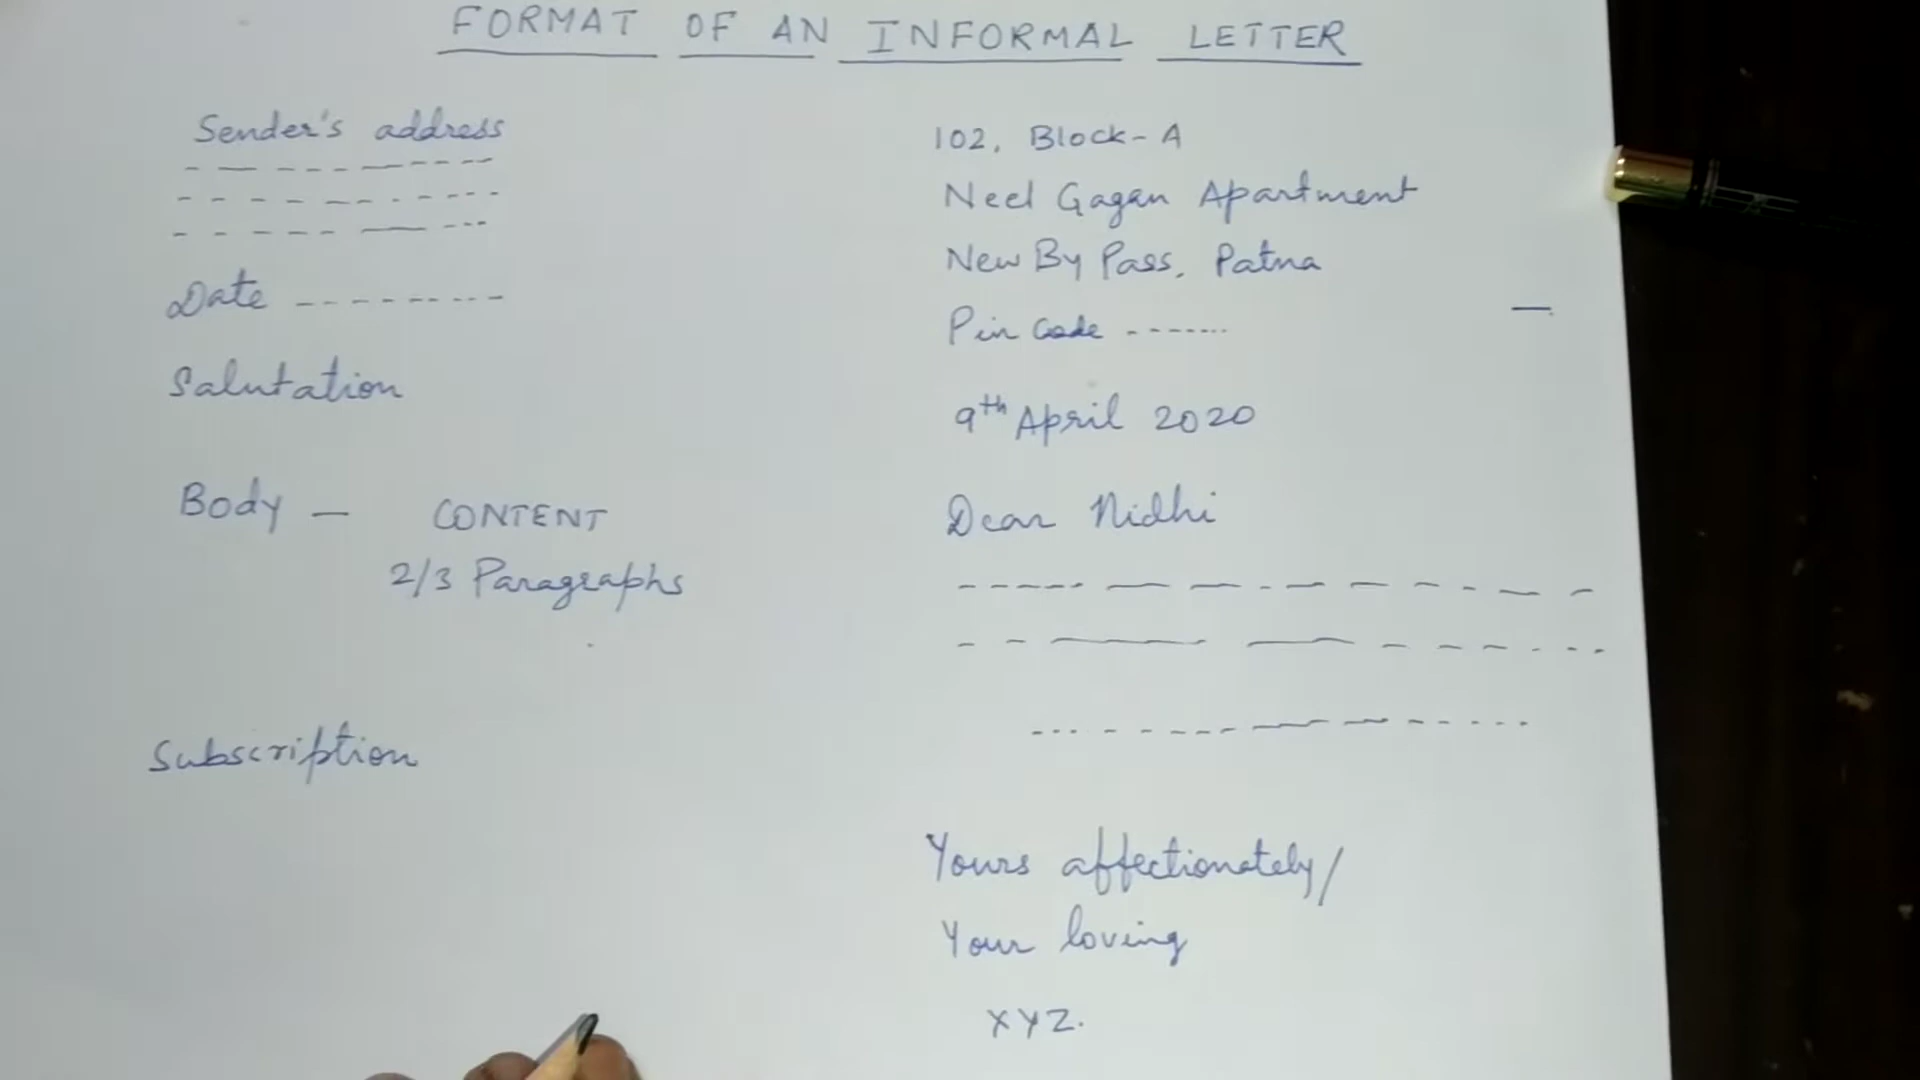 FORMAT OF AN INFORMAL LETTER
Sender's address
Date ---------
Salutation
Body - CONTENT
2/3 Paragraphs
Subscription
102, Block-A
Neel Gagan Apartment
New By Pass, Patna
Pin Code -------
9th April 2020
Dear Nidhi
Yours affectionately/
Your loving
XYZ.